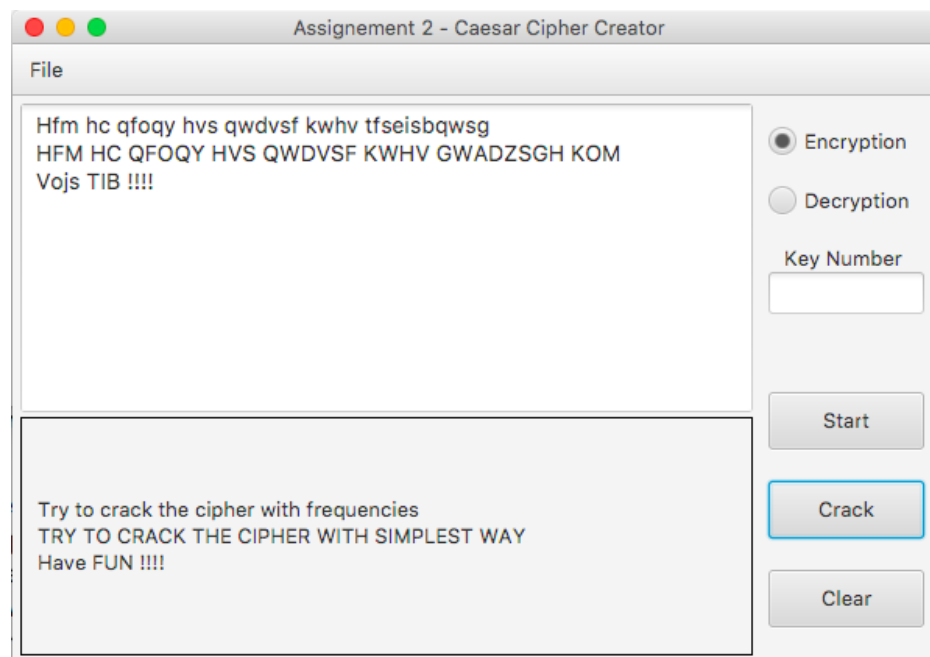 Assignement 2 - Caesar Cipher Creator
File
Hfm hc qfoqy hvs qwdvsf kwhv tfseisbqwsg
HFM HC QFOQY HVS QWDVSF KWHV GWADZSGH KOM
Vojs TIB !!!!
Encryption
Decryption
Key Number
Start
Try to crack the cipher with frequencies
TRY TO CRACK THE CIPHER WITH SIMPLEST WAY
Have FUN !!!!
Crack
Clear